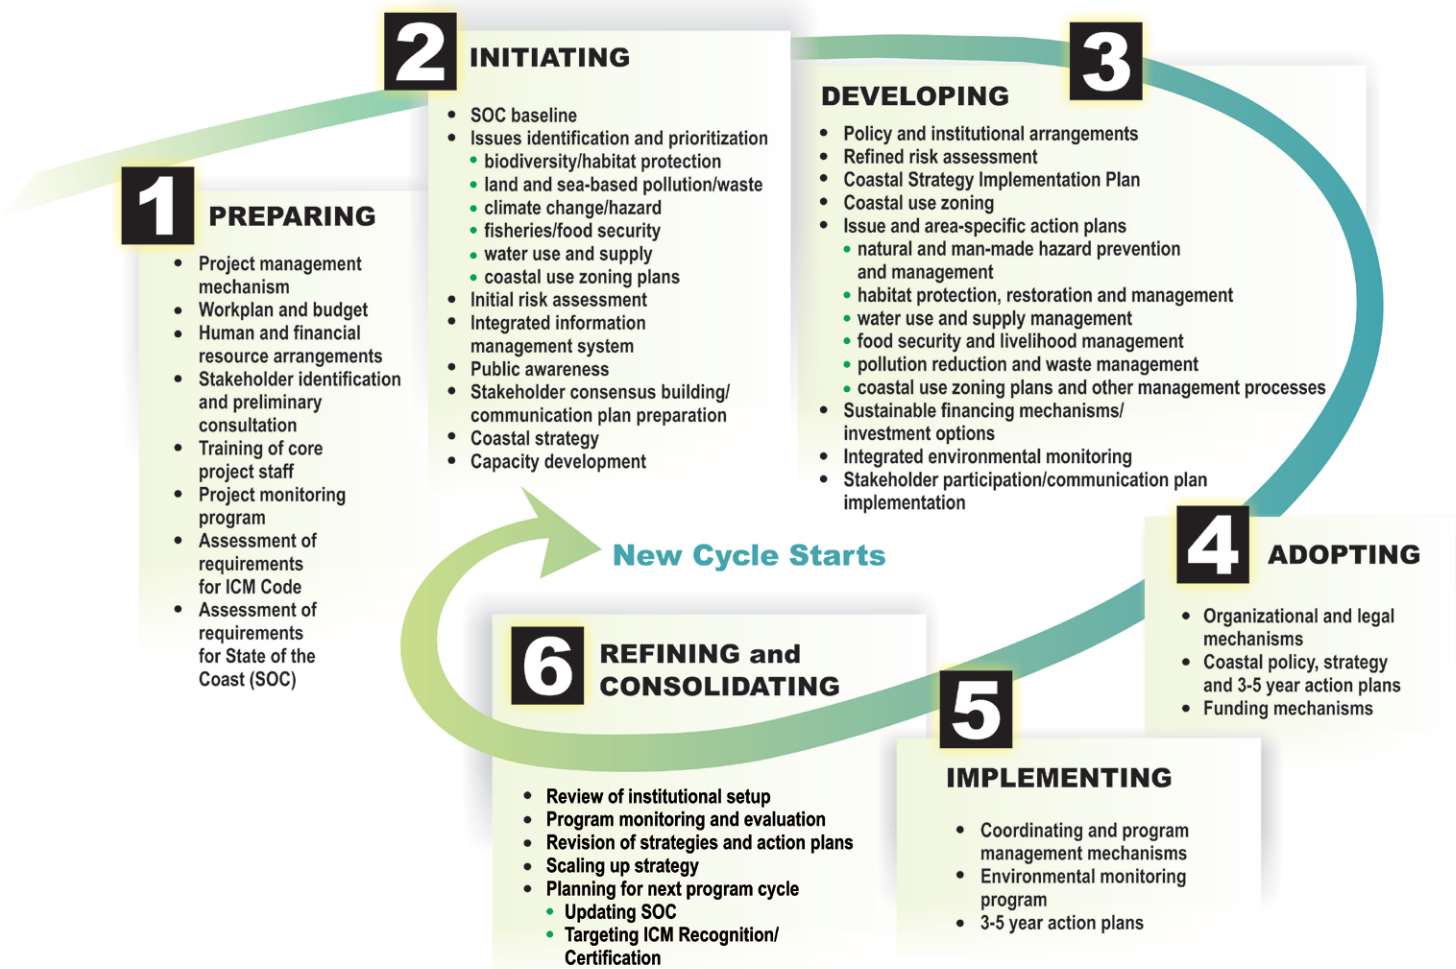 1
PREPARING
• Project management
mechanism
• Workplan and budget
• Human and financial
resource arrangements
• Stakeholder identification
and preliminary
consultation
• Training of core
project staff
• Project monitoring
program
• Assessment of
requirements
for ICM Code
• Assessment of
requirements
for State of the
Coast (SOC)
2
INITIATING
• SOC baseline
• Issues identification and prioritization
• biodiversity/habitat protection
• land and sea-based pollution/waste
• climate change/hazard
• fisheries/food security
• water use and supply
• coastal use zoning plans
• Initial risk assessment
• Integrated information
management system
• Public awareness
• Stakeholder consensus building/
communication plan preparation
• Coastal strategy
• Capacity development
3
DEVELOPING
• Policy and institutional arrangements
• Refined risk assessment
• Coastal Strategy Implementation Plan
• Coastal use zoning
• Issue and area-specific action plans
• natural and man-made hazard prevention
and management
• habitat protection, restoration and management
• water use and supply management
• food security and livelihood management
• pollution reduction and waste management
• coastal use zoning plans and other management processes
• Sustainable financing mechanisms/
investment options
• Integrated environmental monitoring
• Stakeholder participation/communication plan
implementation
4
ADOPTING
• Organizational and legal
mechanisms
• Coastal policy, strategy
and 3-5 year action plans
• Funding mechanisms
5
IMPLEMENTING
• Coordinating and program
management mechanisms
• Environmental monitoring
program
• 3-5 year action plans
6
REFINING and
CONSOLIDATING
• Review of institutional setup
• Program monitoring and evaluation
• Revision of strategies and action plans
• Scaling up strategy
• Planning for next program cycle
• Updating SOC
• Targeting ICM Recognition/
Certification
New Cycle Starts